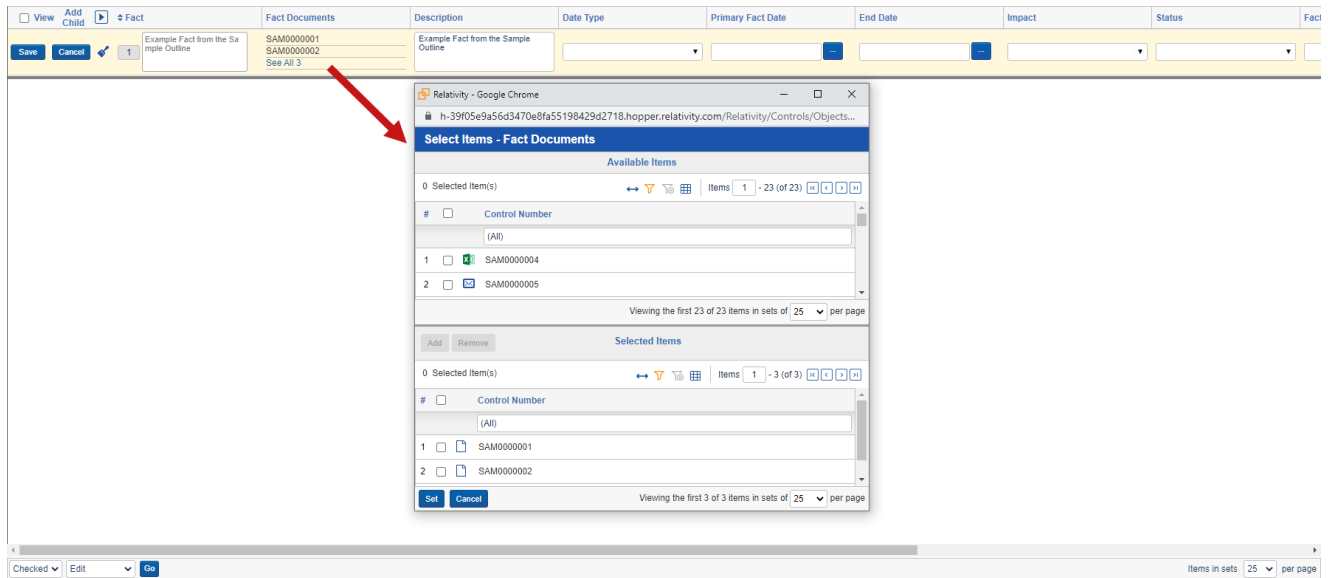 View Add Child Fact Fact Documents Description Date Type Primary Fact Date End Date Impact Status Fact
Save Cancel 1 Example Fact from the Sa SAM0000001 Example Fact from the Sample
mple Outline SAM0000002 Outline
See All 3
Relativity - Google Chrome
h-39f05e9a56d3470e8fa55198429d2718.hopper.relativity.com/Relativity/Controls/Objects...
Select Items - Fact Documents
Available Items
0 Selected Item(s) Items 1 - 23 (of 23)
# Control Number
(All)
1 SAM0000004
2 SAM0000005
Viewing the first 23 of 23 items in sets of 25 per page
Add Remove Selected Items
0 Selected Item(s) Items 1 - 3 (of 3)
# Control Number
(All)
1 SAM0000001
2 SAM0000002
Set Cancel Viewing the first 3 of 3 items in sets of 25 per page
Checked Edit Go Items in sets 25 per page